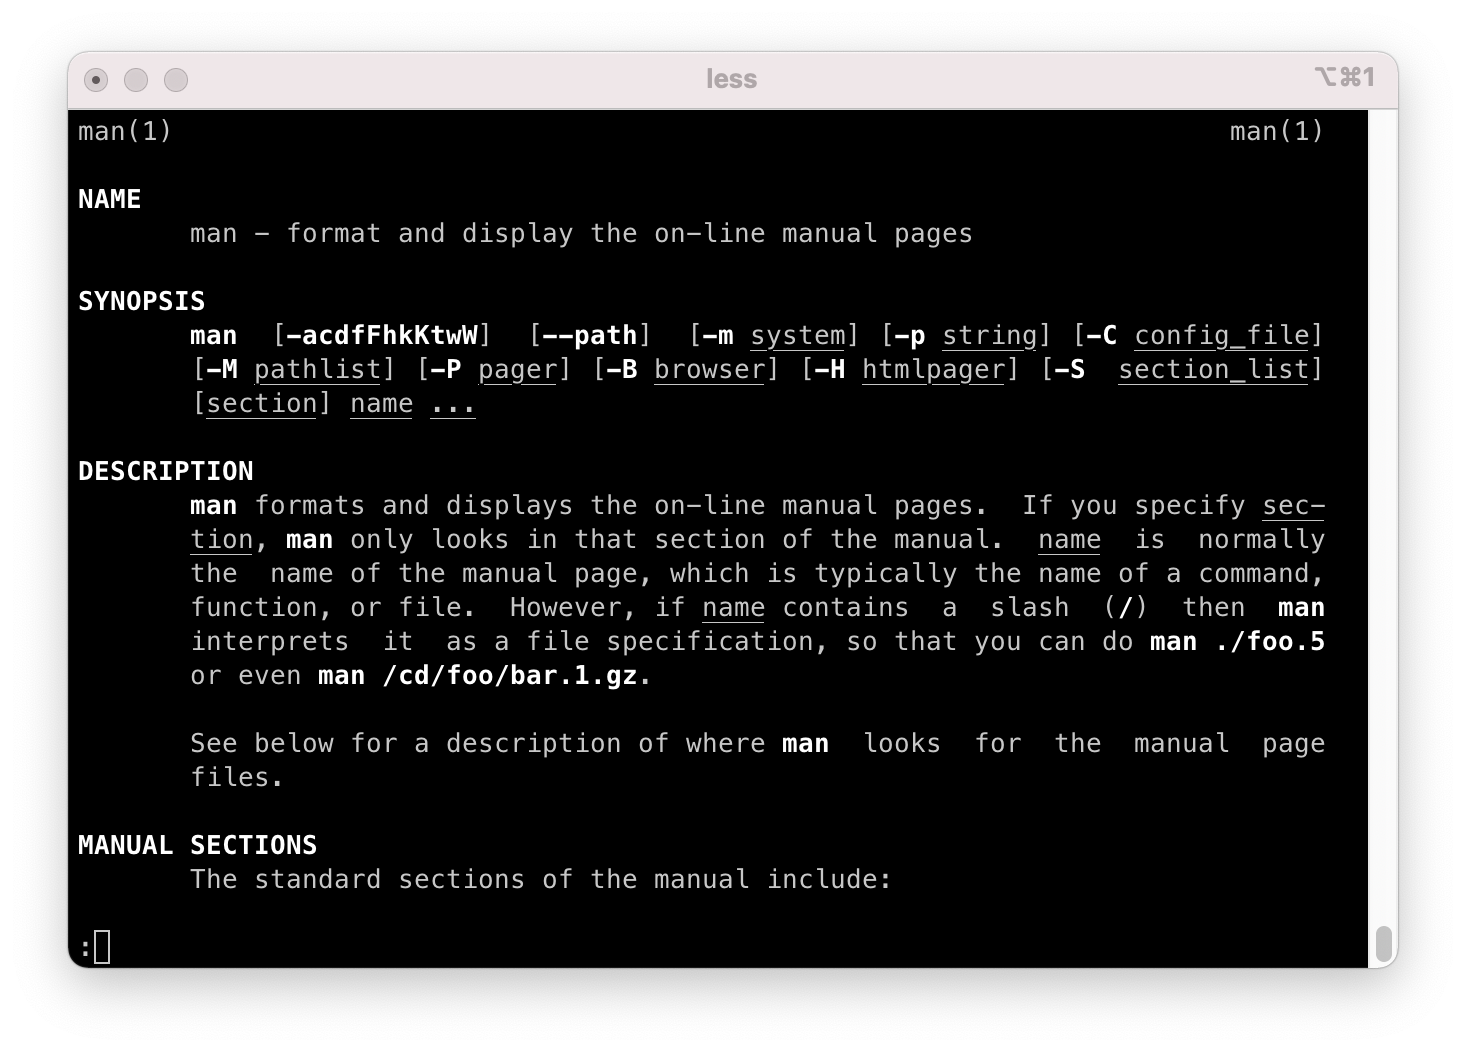 less ⌥⌘1
man(1) man(1)
NAME
man - format and display the on-line manual pages
SYNOPSIS
man [-acdfFhkKtwW] [--path] [-m system] [-p string] [-C config_file]
[-M pathlist] [-P pager] [-B browser] [-H htmlpager] [-S section_list]
[section] name ...
DESCRIPTION
man formats and displays the on-line manual pages. If you specify sec-
tion, man only looks in that section of the manual. name is normally
the name of the manual page, which is typically the name of a command,
function, or file. However, if name contains a slash (/) then man
interprets it as a file specification, so that you can do man ./foo.5
or even man /cd/foo/bar.1.gz.
See below for a description of where man looks for the manual page
files.
MANUAL SECTIONS
The standard sections of the manual include:
: